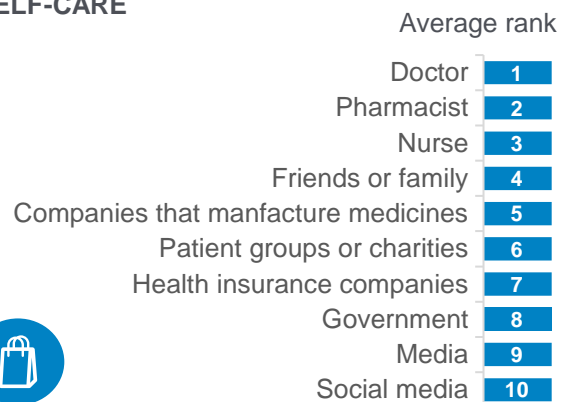 ELF-CARE
Average rank
Doctor 1
Pharmacist 2
Nurse 3
Friends or family 4
Companies that manfacture medicines 5
Patient groups or charities 6
Health insurance companies 7
Government 8
Media 9
Social media 10